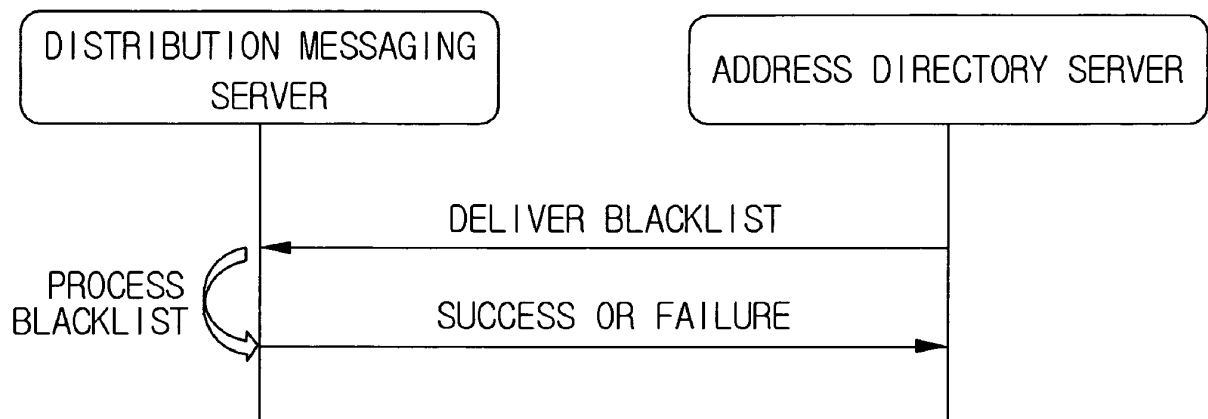 DISTRIBUTION MESSAGING
SERVER
ADDRESS DIRECTORY SERVER
DELIVER BLACKLIST
PROCESS
BLACKLIST
SUCCESS OR FAILURE